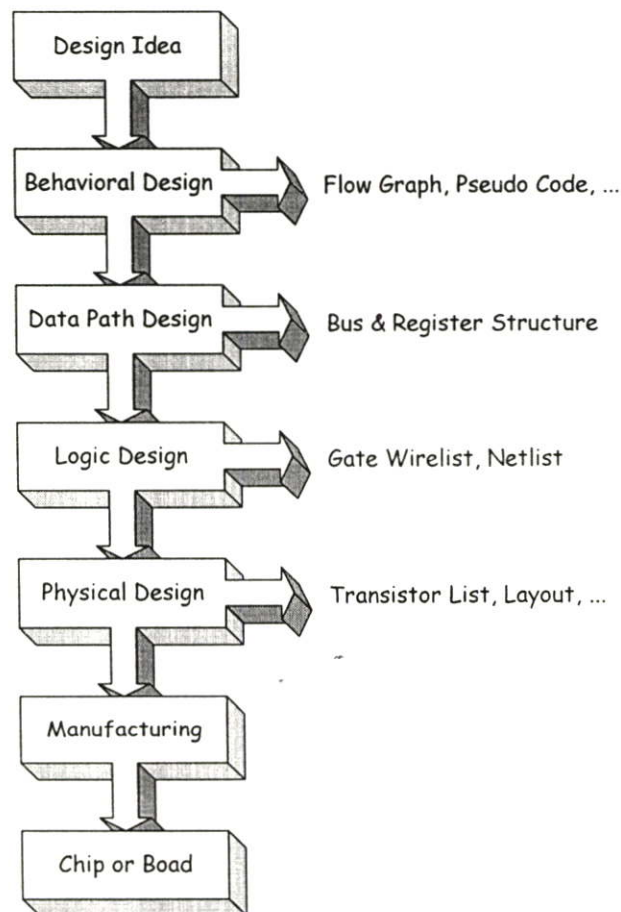 Design Idea
Behavioral Design
Flow Graph, Pseudo Code, ...
Data Path Design
Bus & Register Structure
Logic Design
Gate Wirelist, Netlist
Physical Design
Transistor List, Layout, ...
Manufacturing
Chip or Boad